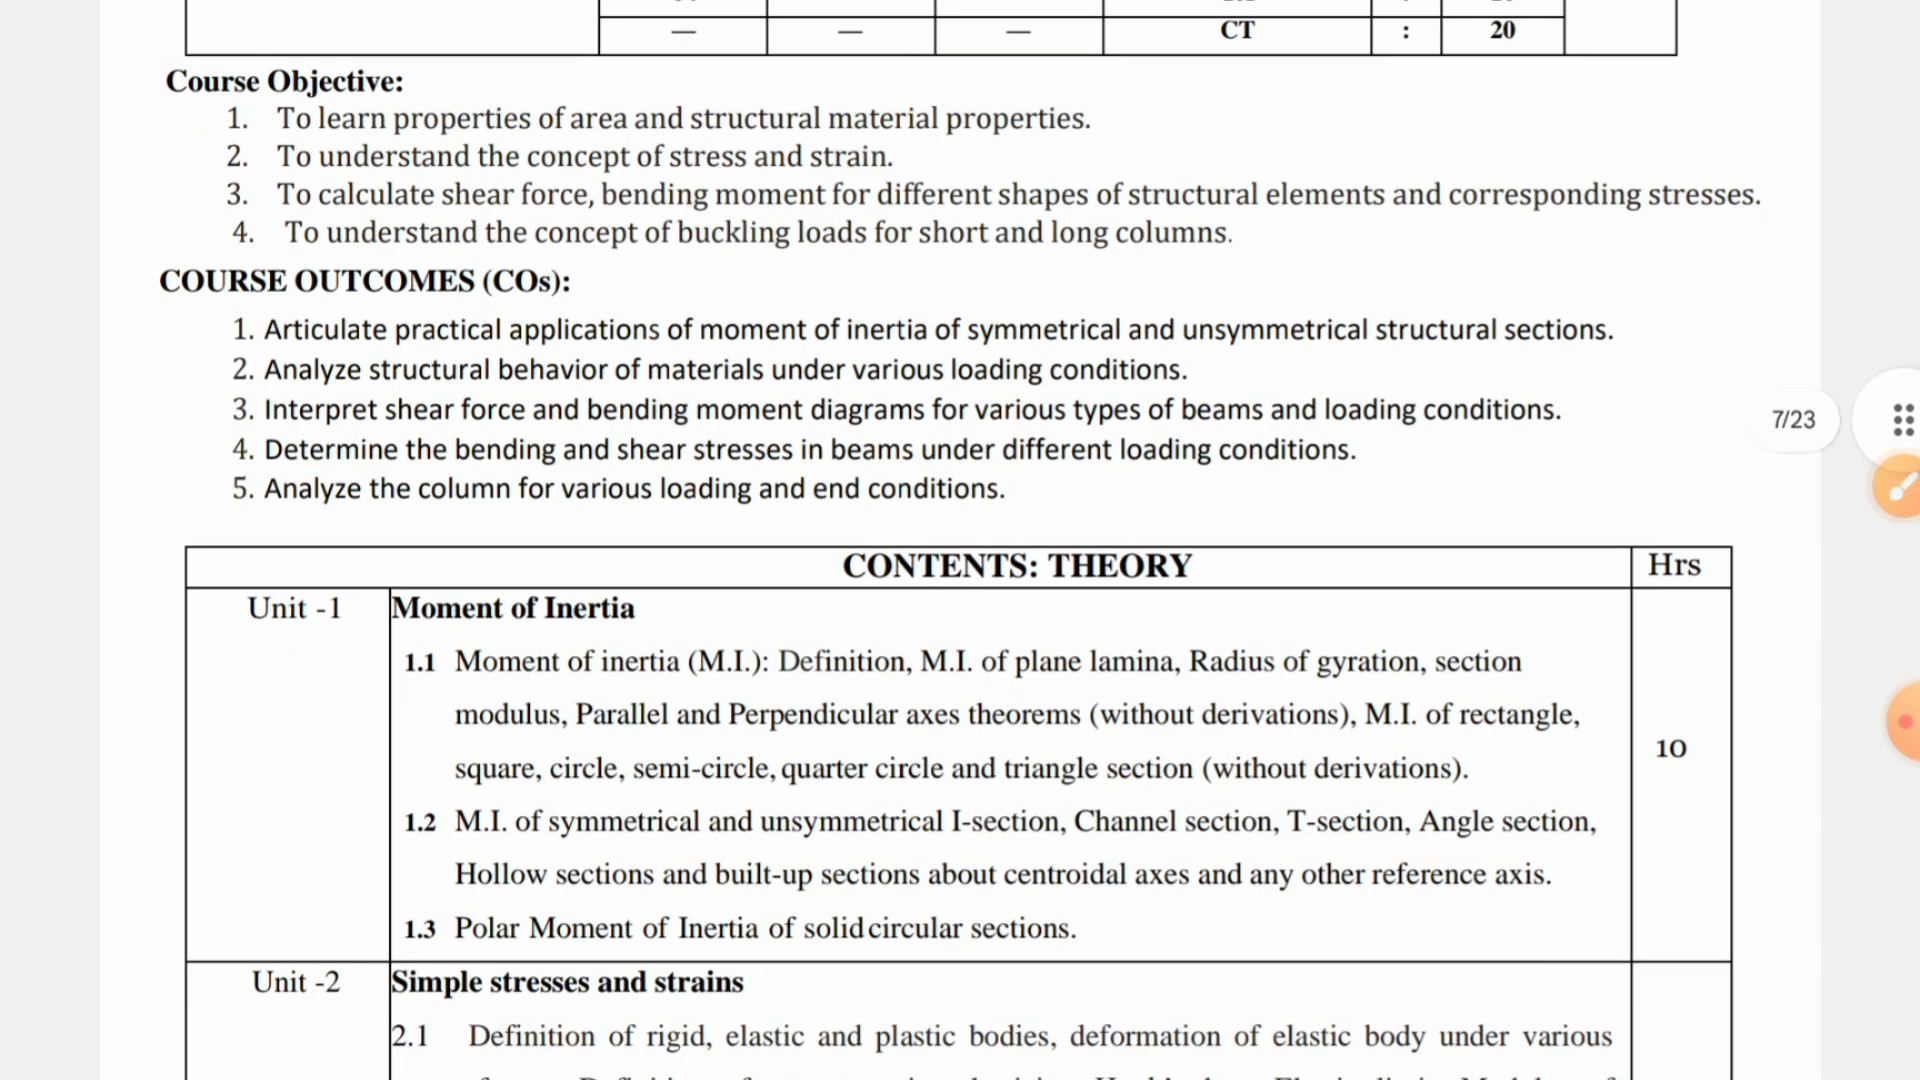 — — — CT : 20
Course Objective:
1. To learn properties of area and structural material properties.
2. To understand the concept of stress and strain.
3. To calculate shear force, bending moment for different shapes of structural elements and corresponding stresses.
4. To understand the concept of buckling loads for short and long columns.
COURSE OUTCOMES (COs):
1. Articulate practical applications of moment of inertia of symmetrical and unsymmetrical structural sections.
2. Analyze structural behavior of materials under various loading conditions.
3. Interpret shear force and bending moment diagrams for various types of beams and loading conditions.
7/23
4. Determine the bending and shear stresses in beams under different loading conditions.
5. Analyze the column for various loading and end conditions.
CONTENTS: THEORY Hrs
Unit -1 Moment of Inertia
1.1 Moment of inertia (M.I.): Definition, M.I. of plane lamina, Radius of gyration, section
modulus, Parallel and Perpendicular axes theorems (without derivations), M.I. of rectangle,
10
square, circle, semi-circle, quarter circle and triangle section (without derivations).
1.2 M.I. of symmetrical and unsymmetrical I-section, Channel section, T-section, Angle section,
Hollow sections and built-up sections about centroidal axes and any other reference axis.
1.3 Polar Moment of Inertia of solid circular sections.
Unit -2 Simple stresses and strains
2.1 Definition of rigid, elastic and plastic bodies, deformation of elastic body under various